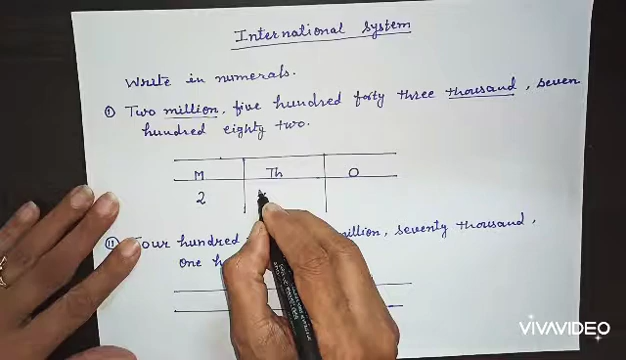 International System
Write in numerals.
(i) Two million, five hundred forty three thousand, seven
hundred eighty two.
M Th O
2
(ii) Four hundred million, seventy thousand,
One
VIVAVIDEO